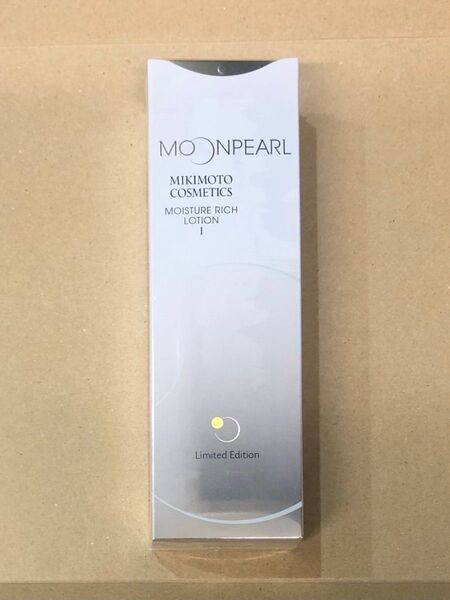 MOONPEARL
MIKIMOTO
COSMETICS
MOISTURE RICH
LOTION
I
Limited Edition